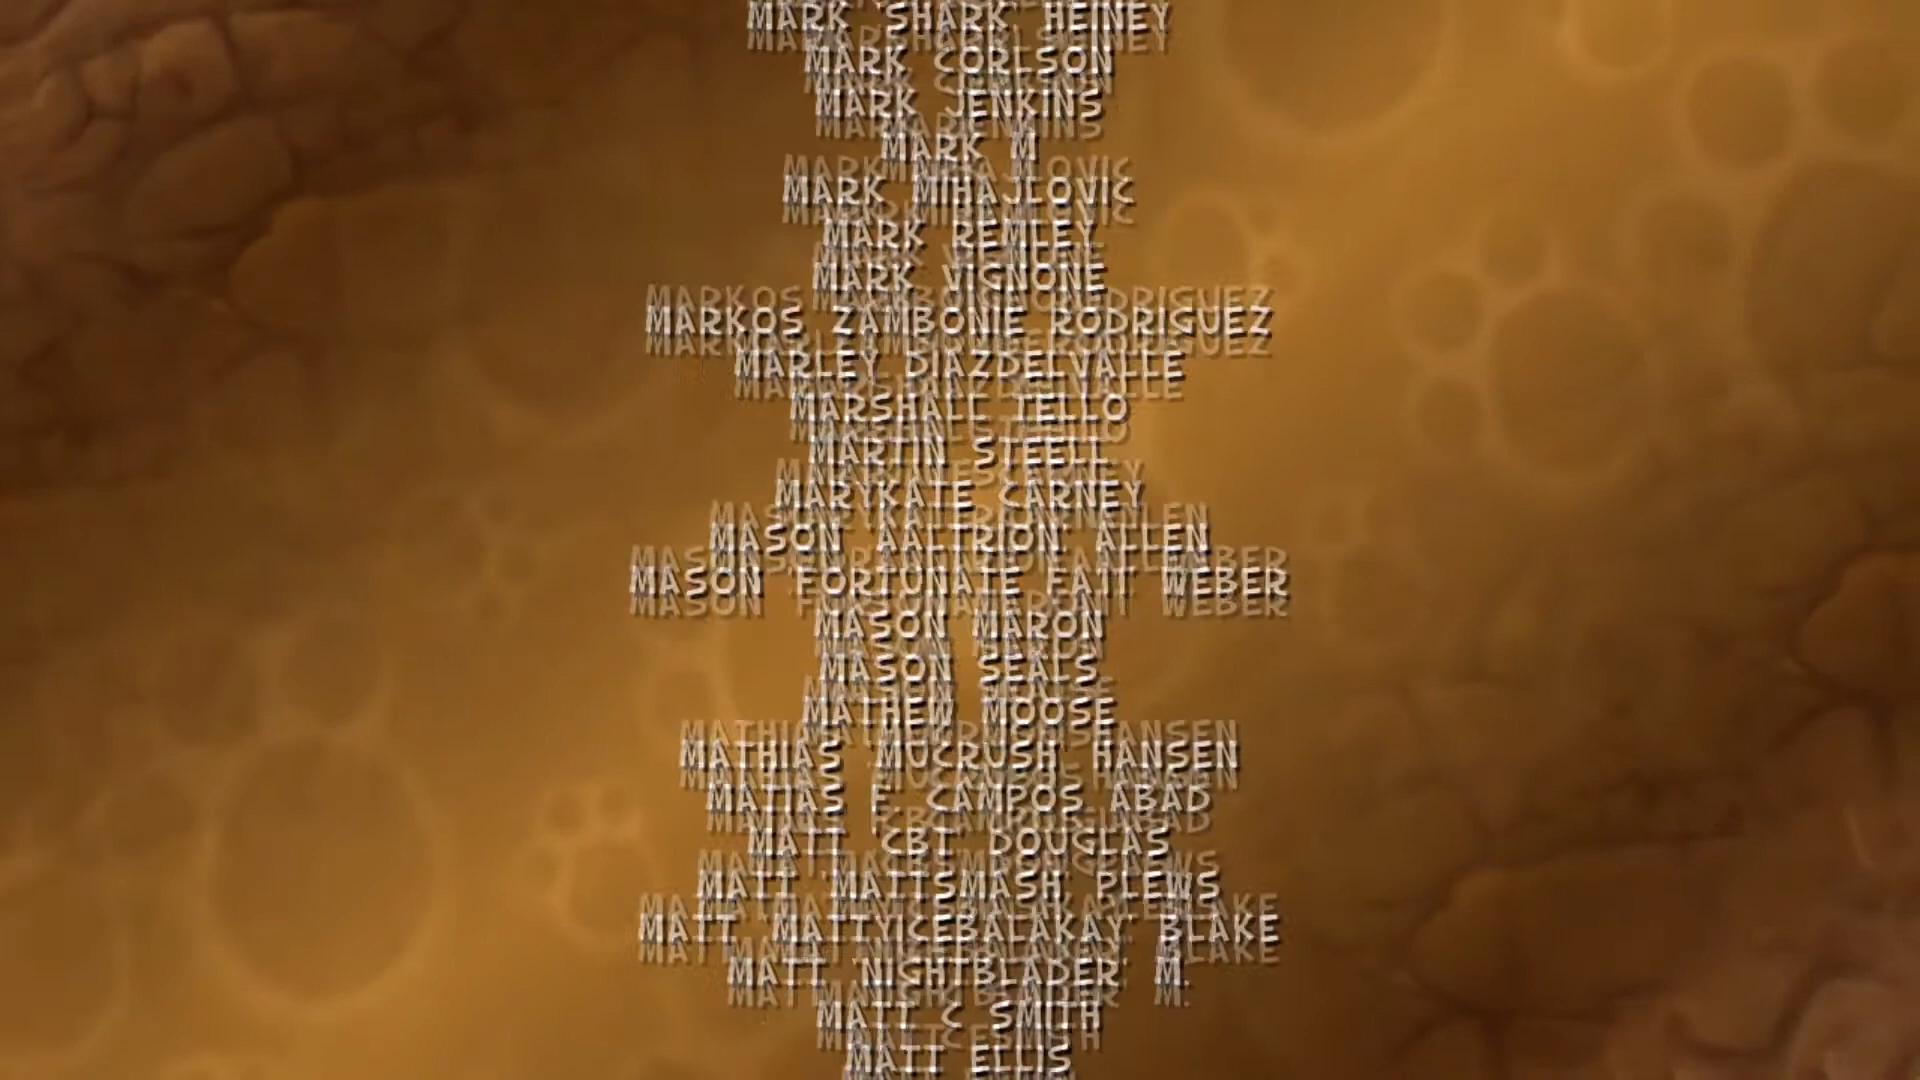 MARK SHARK HEINEY
MARK CORLSON
MARK JENKINS
MARK M
MARK MIHAJLOVIC
MARK REMLEY
MARK VIGNONE
MARKOS ZAMBONIE RODRIGUEZ
MARLEY DIAZDELVALLE
MARSHALL TELLO
MARTIN STEELL
MARYKATE CARNEY
MASON AALTRION ALLEN
MASON 'FORTUNATE FATT WEBER
MASON MARON
MASON SEALS
MATHEW MOOSE
MATHIAS MUCRUSH HANSEN
MATIAS F. CAMPOS ABAD
MATT CBT DOUGLAS
MATT 'MATTSMASH' PLEWS
MATT 'MATTYICEBALAKAY' BLAKE
MATT 'NIGHTBLADER' M.
MATT C SMITH
MATT ELLIS